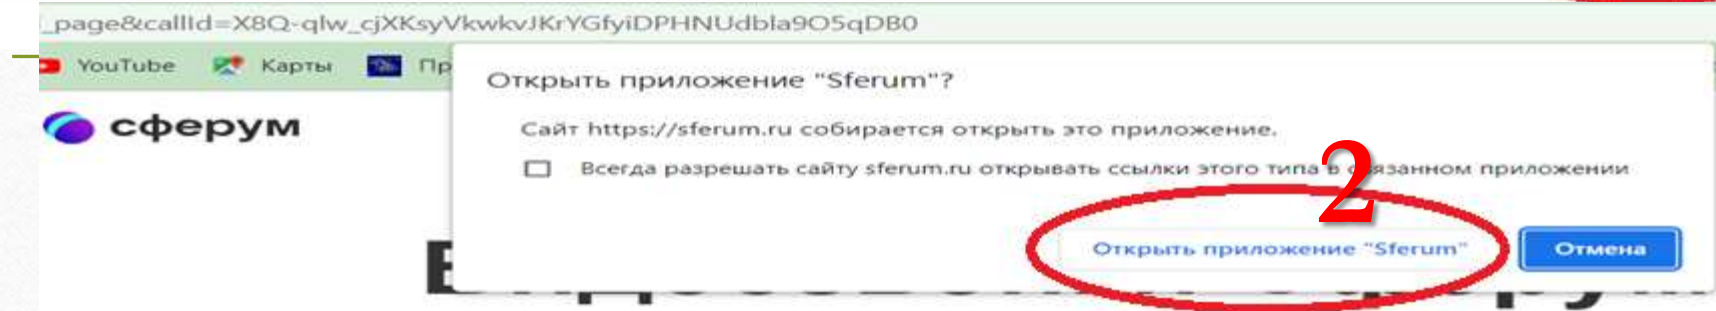 _page&callId=X8Q-qlw_cjXKsyVkwkvJKrYGfyiDPHNUdbla9O5qDB0
YouTube Карты Пр
сферум
Открыть приложение "Sferum"?
Сайт https://sferum.ru собирается открыть это приложение.
Всегда разрешать сайту sferum.ru открывать ссылки этого типа в связанном приложении
2
Открыть приложение "Sferum" Отмена